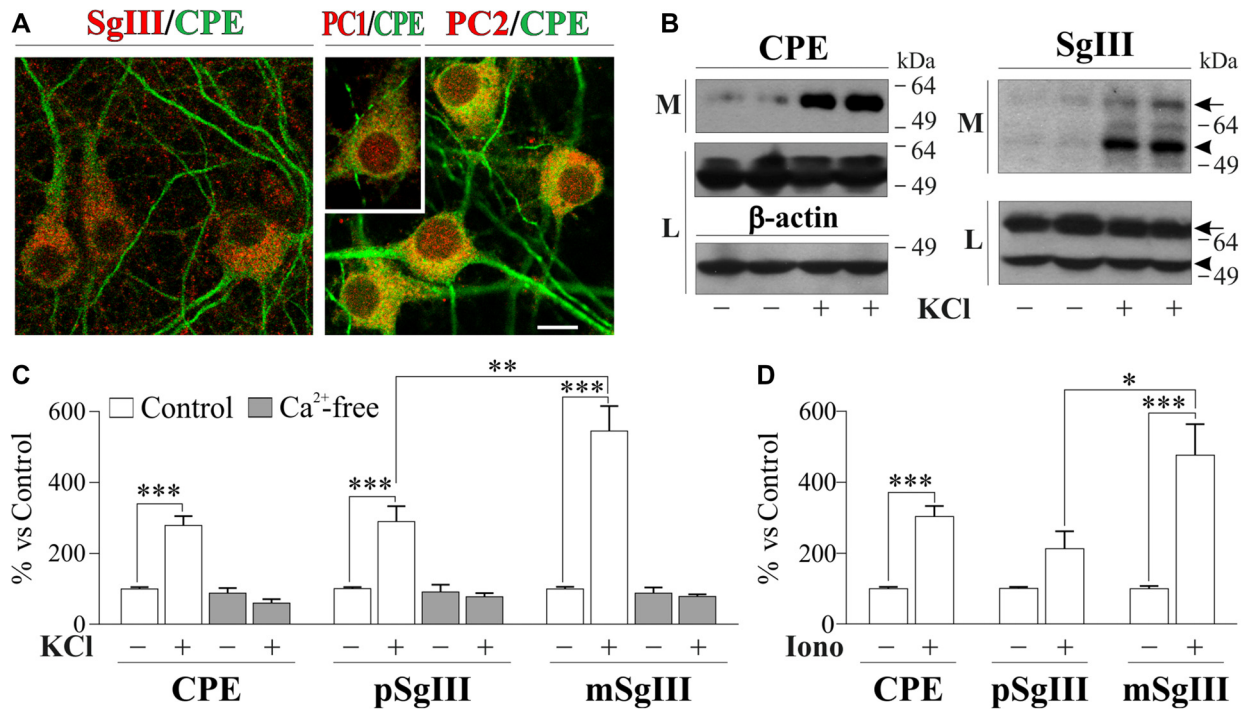 A
SgIII/CPE
PC1/CPE
PC2/CPE
B
CPE
kDa
M
64
49
64
L
49
β-actin
49
SgIII
kDa
M
64
49
L
64
49
− − + + KCl − − + +
C
Control
Ca²⁺-free
% vs Control
600
400
200
0
***
***
**
***
KCl − + − + − + − + − + − +
CPE pSgIII mSgIII
D
% vs Control
600
400
200
0
***
*
***
Iono − + − + − +
CPE pSgIII mSgIII